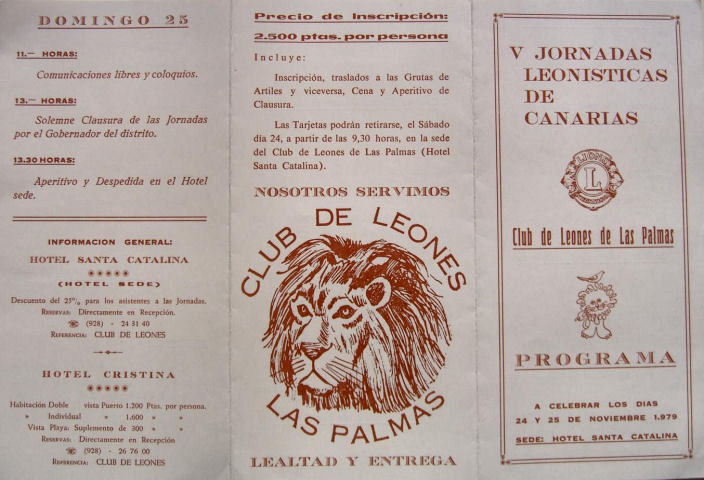 DOMINGO 25
11.— HORAS:
Comunicaciones libres y coloquios.
13.— HORAS:
Solemne Clausura de las Jornadas
por el Gobernador del distrito.
13.30 HORAS:
Aperitivo y Despedida en el Hotel
sede.
INFORMACION GENERAL:
HOTEL SANTA CATALINA
*****
(HOTEL SEDE)
Descuento del 25% para los asistentes a las Jornadas.
RESERVAS: Directamente en Recepción.
☎ (928) - 24 31 40
REFERENCIA: CLUB DE LEONES
HOTEL CRISTINA
*****
Habitación Doble vista Puerto 1.200 Ptas. por persona.
» Individual » 1.600 » »
Vista Playa: Suplemento de 300 » »
RESERVAS: Directamente en Recepción
☎ (928) - 26 76 00
REFERENCIA: CLUB DE LEONES
Precio de Inscripción:
2.500 ptas. por persona
Incluye:
Inscripción, traslados a las Grutas de
Artiles y viceversa, Cena y Aperitivo de
Clausura.
Las Tarjetas podrán retirarse, el Sábado
día 24, a partir de las 9,30 horas, en la sede
del Club de Leones de Las Palmas (Hotel
Santa Catalina).
NOSOTROS SERVIMOS
CLUB DE LEONES
LAS PALMAS
LEALTAD Y ENTREGA
V JORNADAS
LEONISTICAS
DE
CANARIAS
LIONS
L
Club de Leones de Las Palmas
PROGRAMA
A CELEBRAR LOS DIAS
24 Y 25 DE NOVIEMBRE 1.979
SEDE: HOTEL SANTA CATALINA